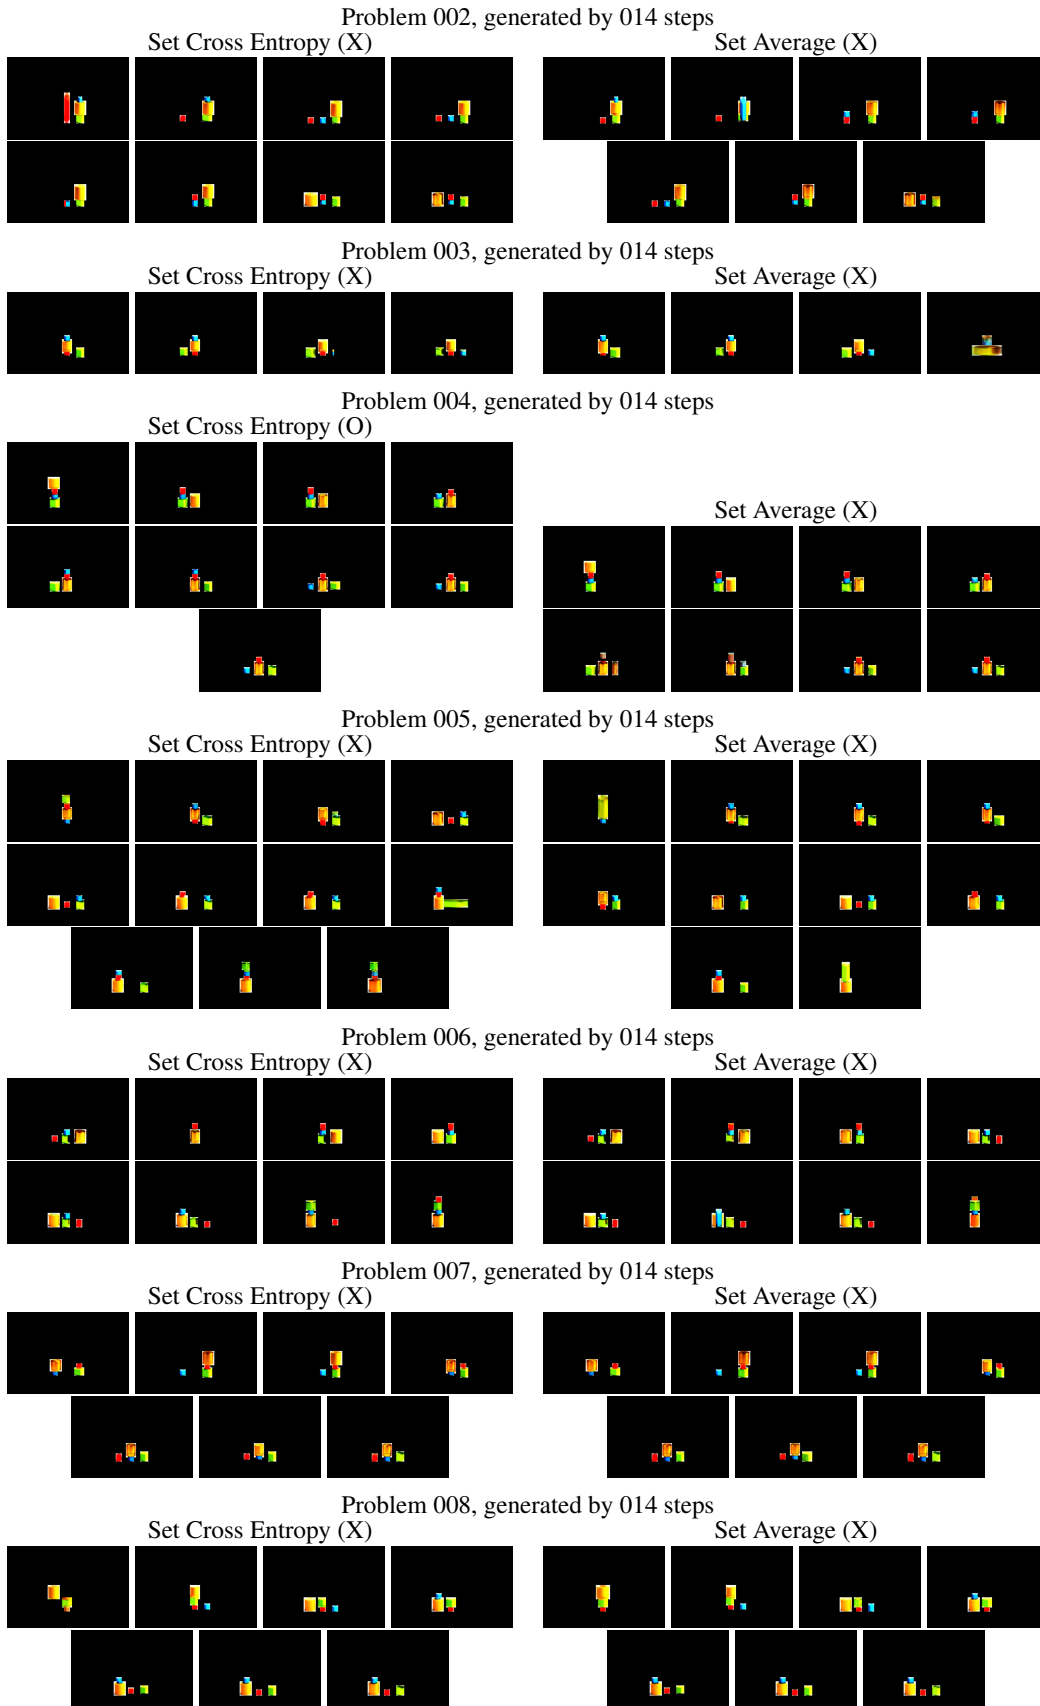 Problem 002, generated by 014 steps
Set Cross Entropy (X)
Set Average (X)
Problem 003, generated by 014 steps
Set Cross Entropy (X)
Set Average (X)
Problem 004, generated by 014 steps
Set Cross Entropy (O)
Set Average (X)
Problem 005, generated by 014 steps
Set Cross Entropy (X)
Set Average (X)
Problem 006, generated by 014 steps
Set Cross Entropy (X)
Set Average (X)
Problem 007, generated by 014 steps
Set Cross Entropy (X)
Set Average (X)
Problem 008, generated by 014 steps
Set Cross Entropy (X)
Set Average (X)